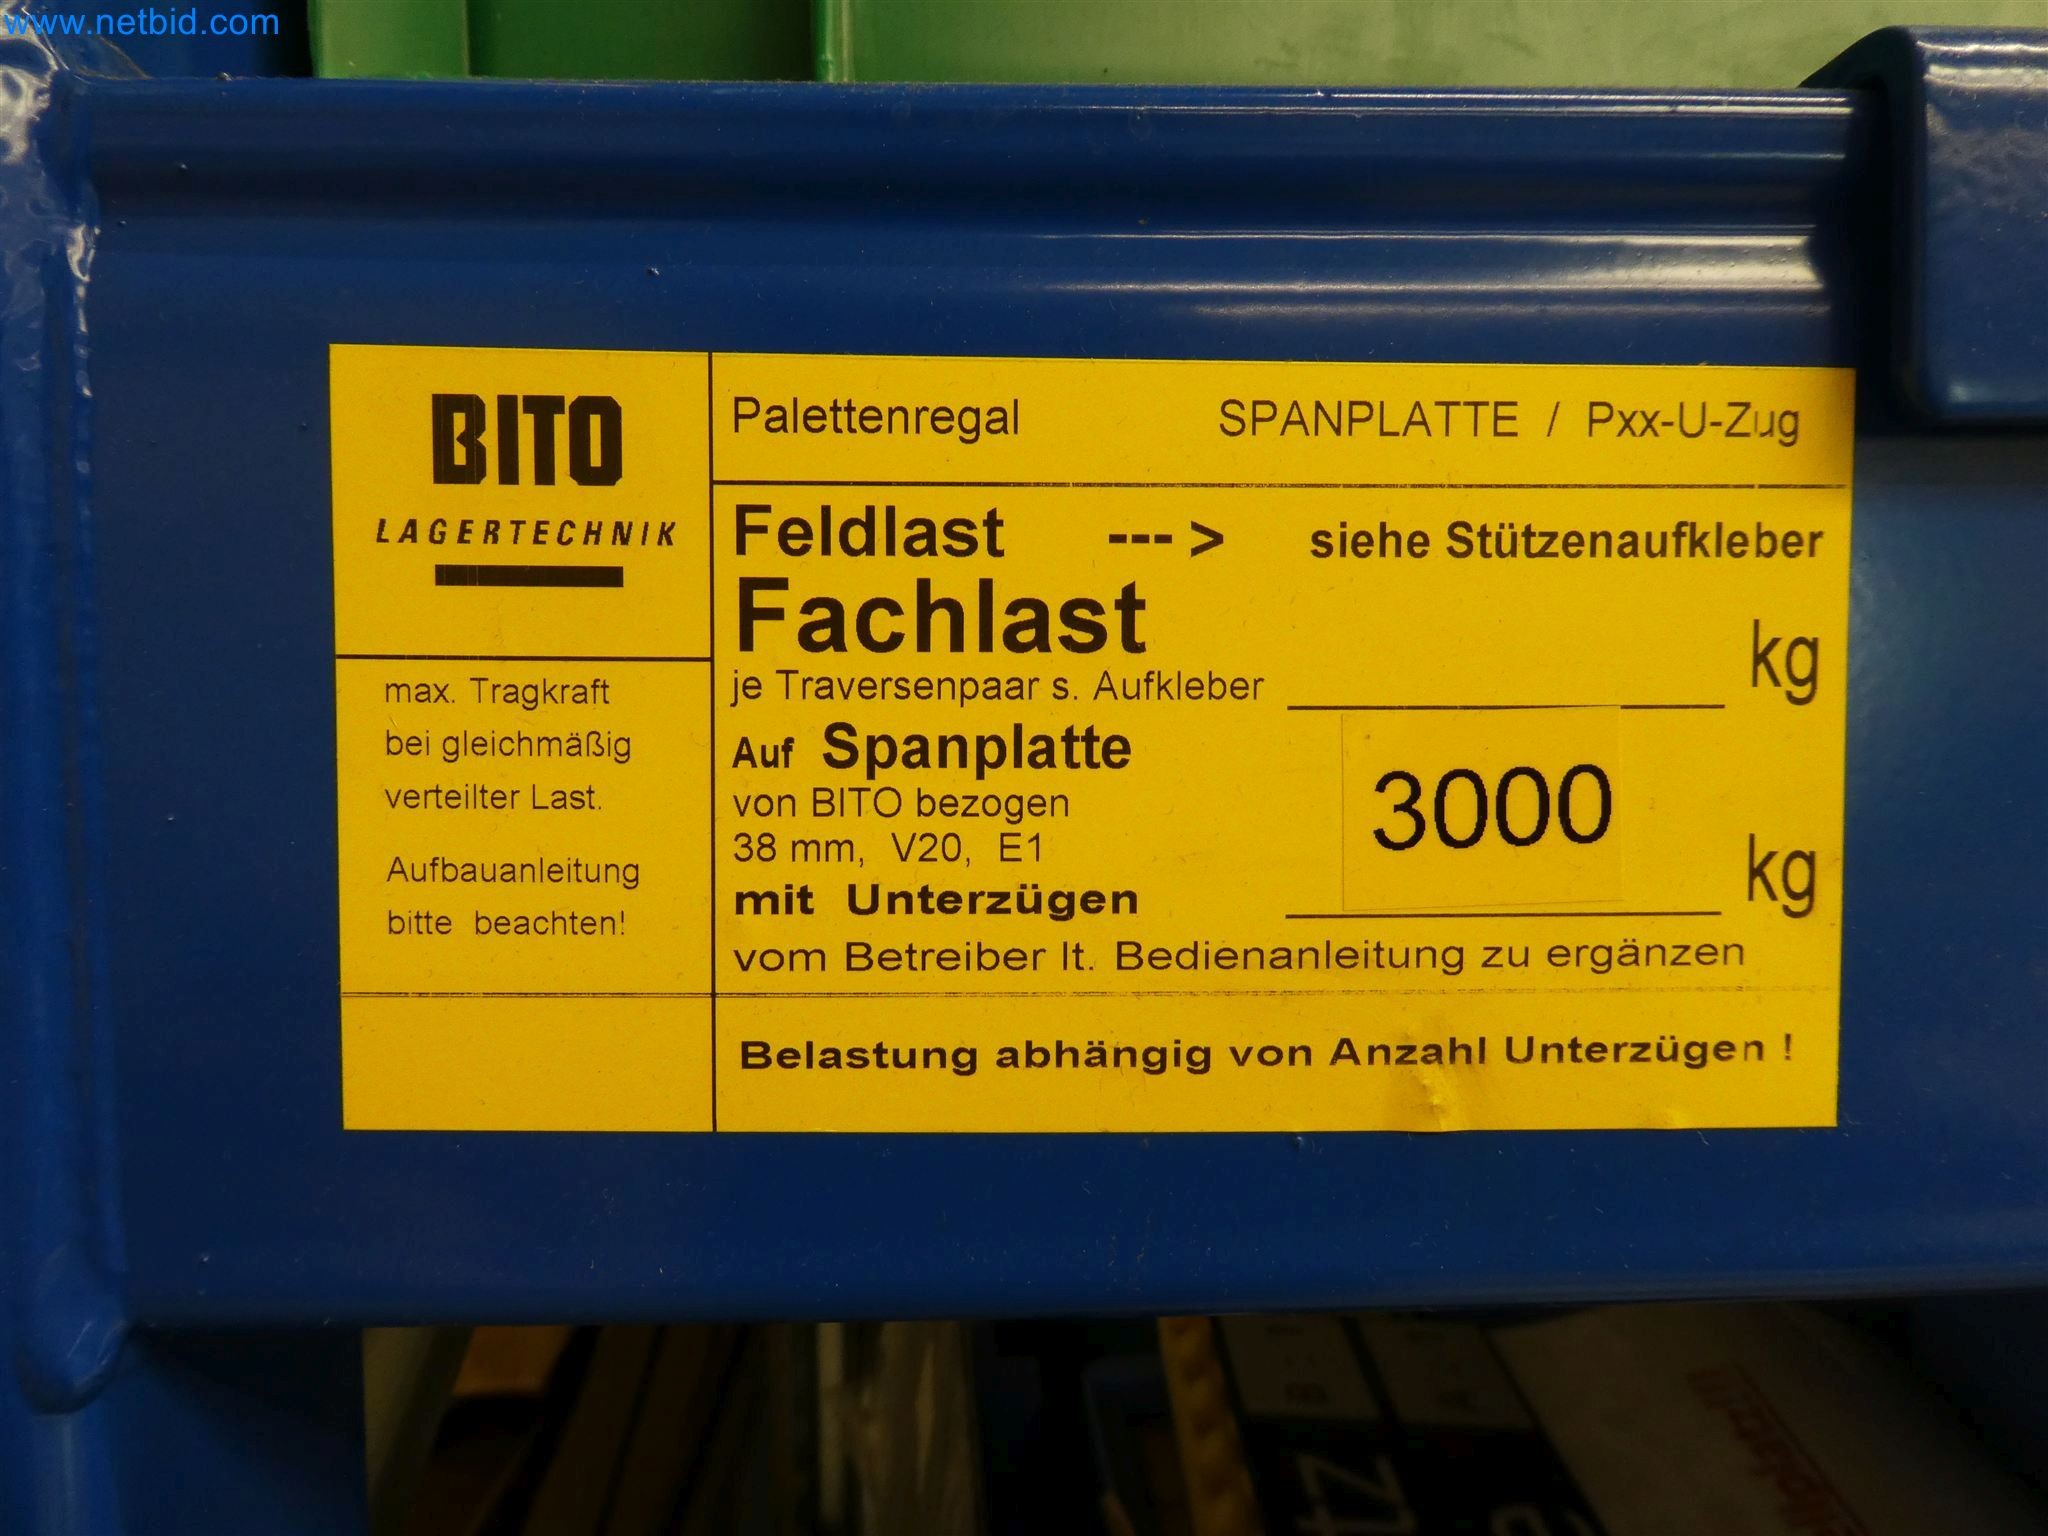 www.netbid.com
BITO
LAGERTECHNIK
max. Tragkraft
bei gleichmäßig
verteilter Last.
Aufbauanleitung
bitte beachten!
Palettenregal SPANPLATTE / Pxx-U-Zug
Feldlast ---> siehe Stützenaufkleber
Fachlast
je Traversenpaar s. Aufkleber kg
Auf Spanplatte
von BITO bezogen
38 mm, V20, E1
3000
mit Unterzügen kg
vom Betreiber lt. Bedienanleitung zu ergänzen
Belastung abhängig von Anzahl Unterzügen !